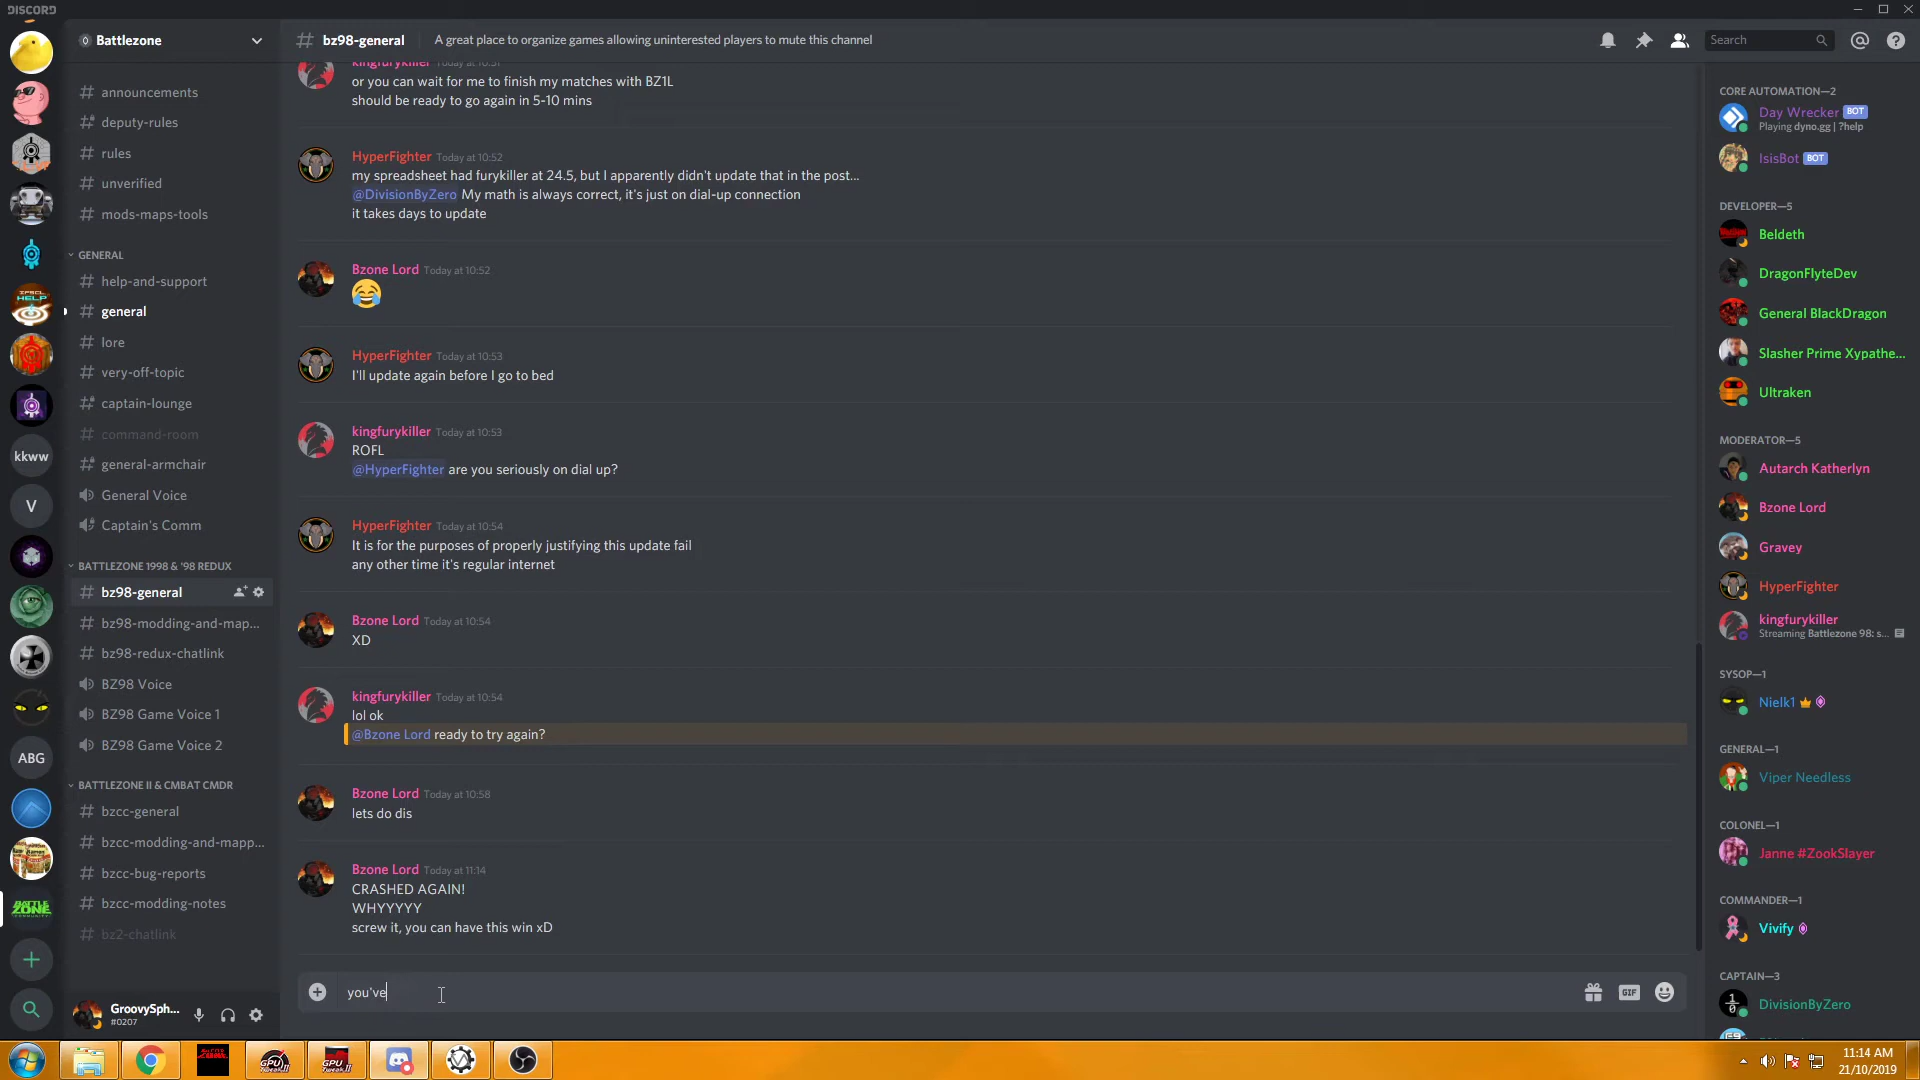 DISCORD
Battlezone
bz98-general
A great place to organize games allowing uninterested players to mute this channel
Search
announcements
deputy-rules
rules
unverified
mods-maps-tools
GENERAL
help-and-support
general
lore
very-off-topic
captain-lounge
command-room
general-armchair
General Voice
Captain's Comm
BATTLEZONE 1998 & '98 REDUX
bz98-general
bz98-modding-and-map...
bz98-redux-chatlink
BZ98 Voice
BZ98 Game Voice 1
BZ98 Game Voice 2
BATTLEZONE II & CMBAT CMDR
bzcc-general
bzcc-modding-and-mapp...
bzcc-bug-reports
bzcc-modding-notes
bz2-chatlink
kkww
V
ABG
HELP
BATTLE
ZONE
GroovySph...
#0207
kingfurykiller Today at 10:51
or you can wait for me to finish my matches with BZ1L
should be ready to go again in 5-10 mins
HyperFighter Today at 10:52
my spreadsheet had furykiller at 24.5, but I apparently didn't update that in the post...
@DivisionByZero My math is always correct, it's just on dial-up connection
it takes days to update
Bzone Lord Today at 10:52
HyperFighter Today at 10:53
I'll update again before I go to bed
kingfurykiller Today at 10:53
ROFL
@HyperFighter are you seriously on dial up?
HyperFighter Today at 10:54
It is for the purposes of properly justifying this update fail
any other time it's regular internet
Bzone Lord Today at 10:54
XD
kingfurykiller Today at 10:54
lol ok
@Bzone Lord ready to try again?
Bzone Lord Today at 10:58
lets do dis
Bzone Lord Today at 11:14
CRASHED AGAIN!
WHYYYYY
screw it, you can have this win xD
you've
GIF
CORE AUTOMATION—2
Day Wrecker BOT
Playing dyno.gg | ?help
IsisBot BOT
DEVELOPER—5
Beldeth
DragonFlyteDev
General BlackDragon
Slasher Prime Xypathe...
Ultraken
MODERATOR—5
Autarch Katherlyn
Bzone Lord
Gravey
HyperFighter
kingfurykiller
Streaming Battlezone 98: s...
SYSOP—1
Nielk1
GENERAL—1
Viper Needless
COLONEL—1
Janne #ZookSlayer
COMMANDER—1
Vivify
CAPTAIN—3
DivisionByZero
GPU
Tweak II
GPU
Tweak II
11:14 AM
21/10/2019